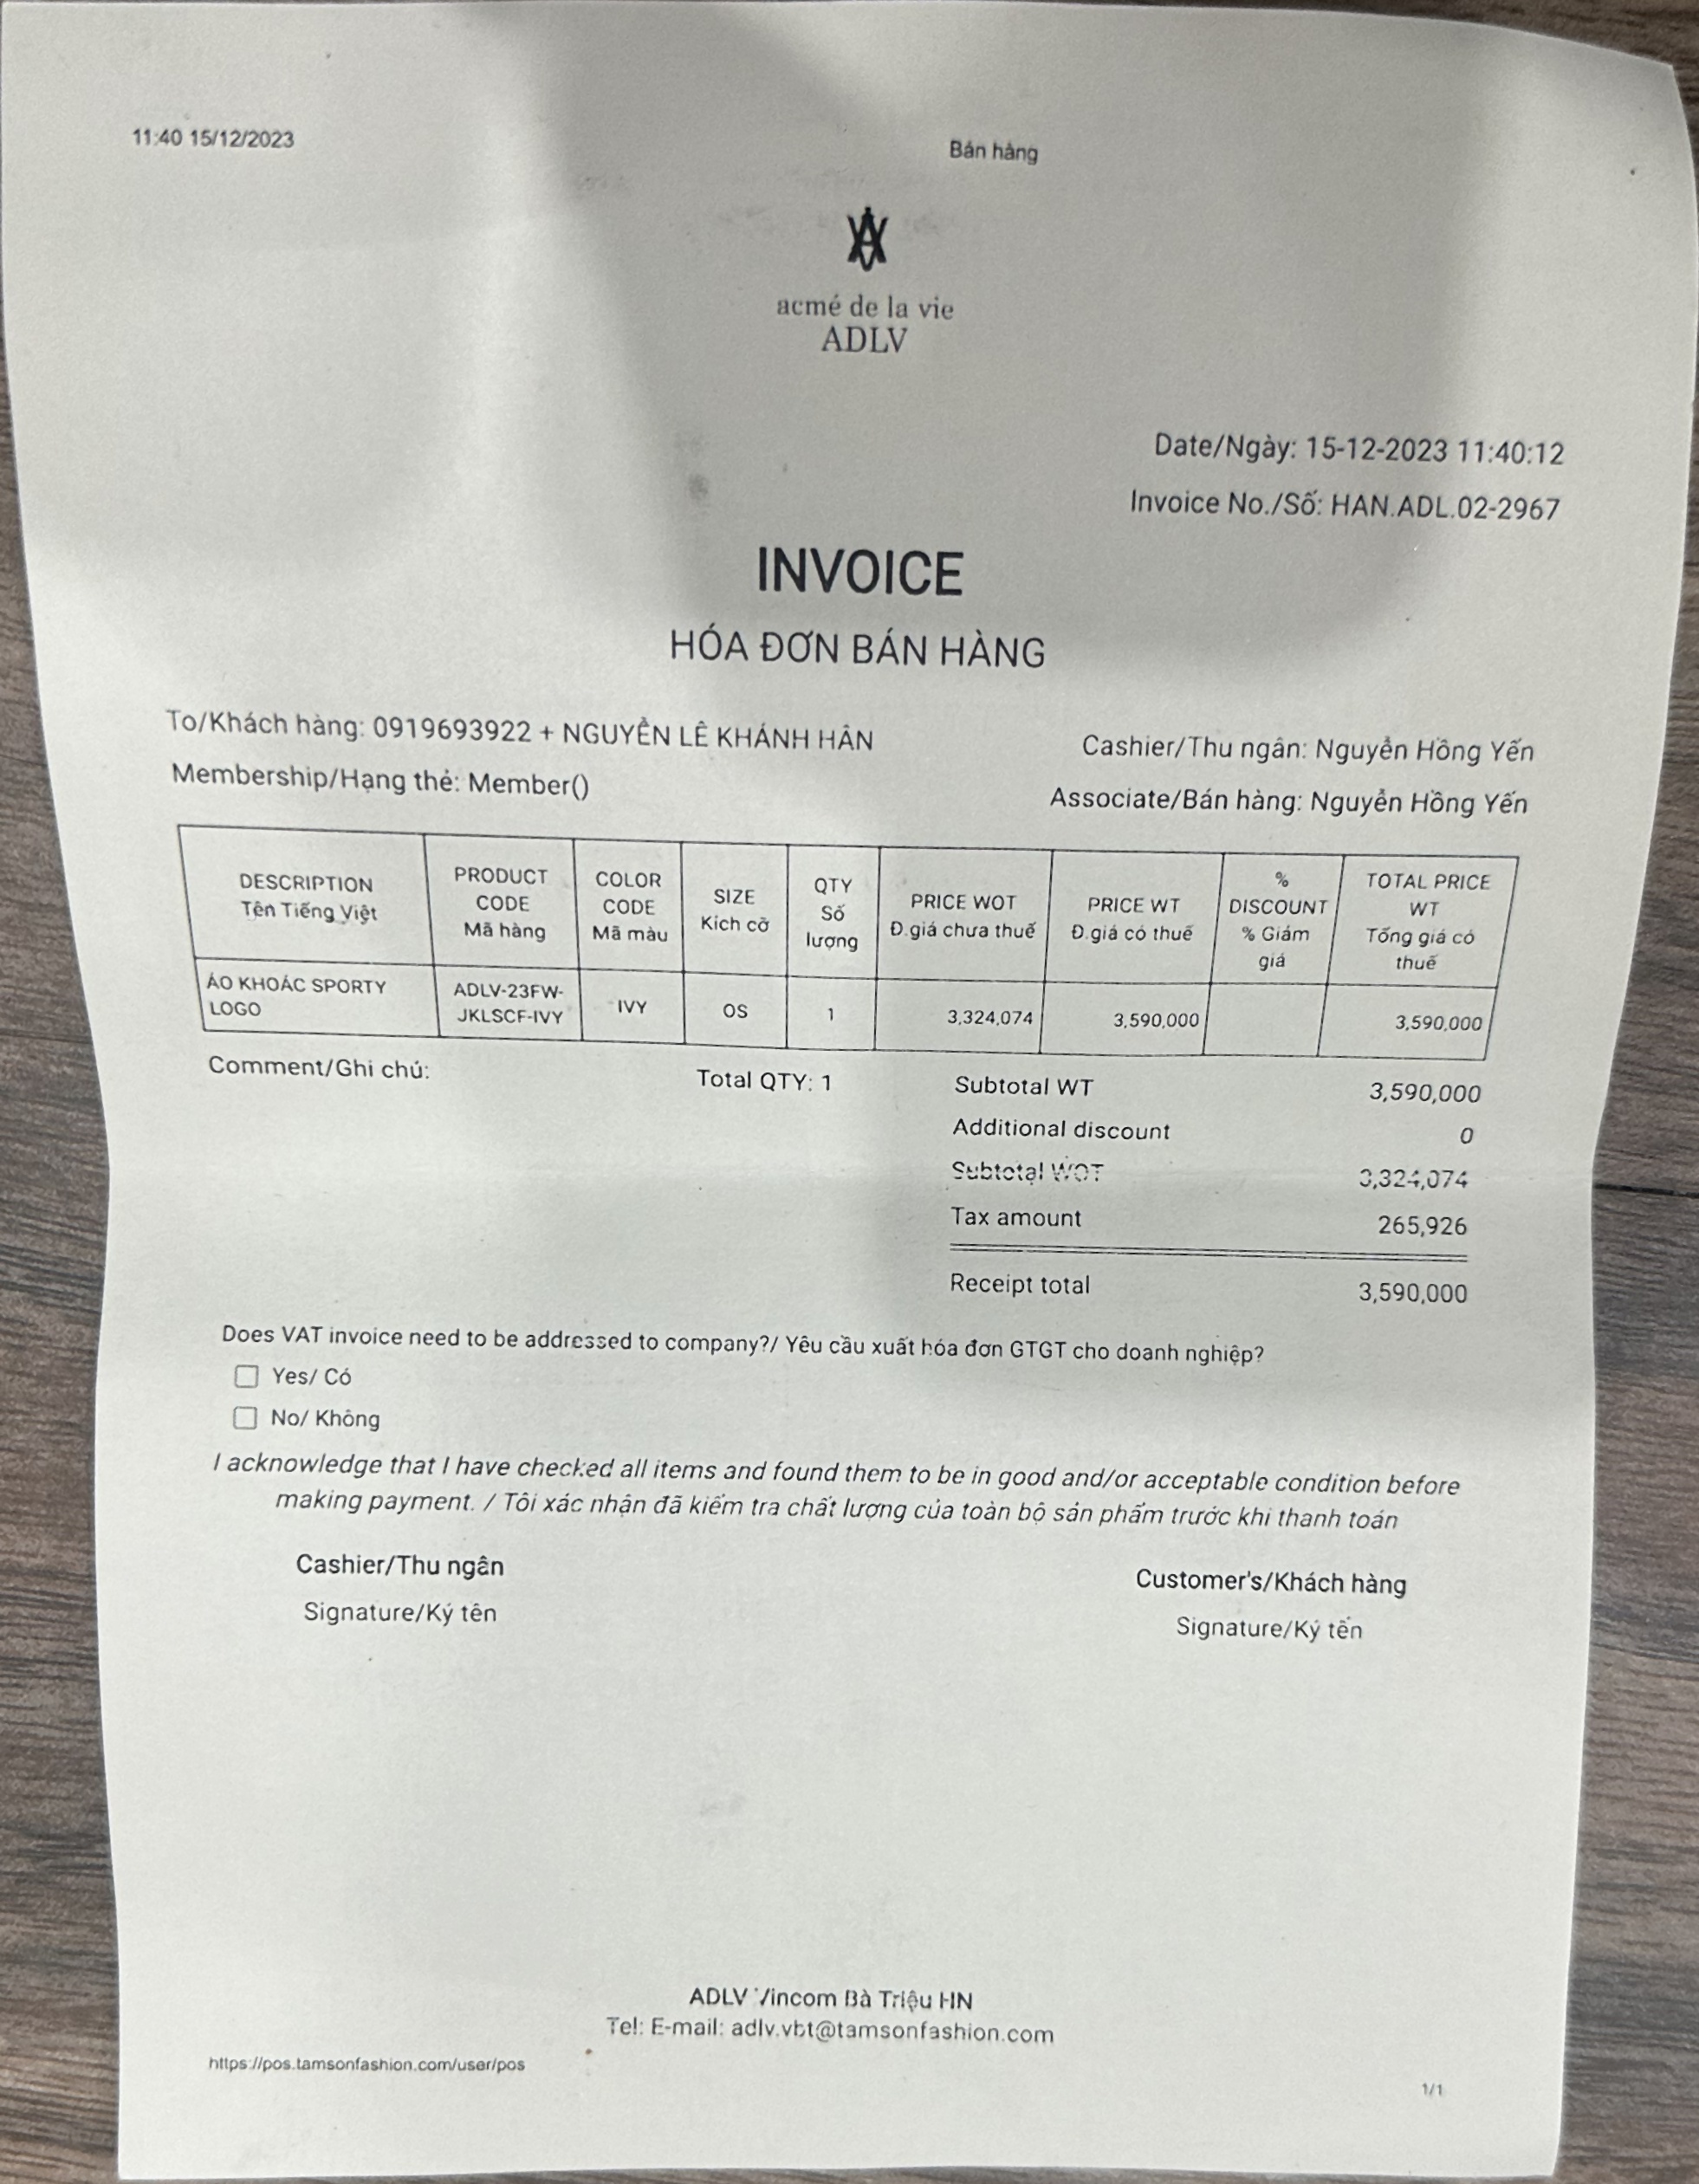 11:40 15/12/2023
Bán hàng
acmé de la vie
ADLV
Date/Ngày: 15-12-2023 11:40:12
Invoice No./Số: HAN.ADL.02-2967
INVOICE
HÓA ĐƠN BÁN HÀNG
To/Khách hàng: 0919693922 + NGUYỄN LÊ KHÁNH HÂN
Membership/Hạng thẻ: Member()
Cashier/Thu ngân: Nguyễn Hồng Yến
Associate/Bán hàng: Nguyễn Hồng Yến
DESCRIPTION
Tên Tiếng Việt
PRODUCT
CODE
Mã hàng
COLOR
CODE
Mã màu
SIZE
Kích cỡ
QTY
Số
lượng
PRICE WOT
Đ.giá chưa thuế
PRICE WT
Đ.giá có thuế
%
DISCOUNT
% Giảm
giá
TOTAL PRICE
WT
Tổng giá có
thuế
ÁO KHOÁC SPORTY
LOGO
ADLV-23FW-
JKLSCF-IVY
IVY
OS
1
3,324,074
3,590,000
3,590,000
Comment/Ghi chú:
Total QTY: 1
Subtotal WT 3,590,000
Additional discount 0
Subtotal WOT 3,324,074
Tax amount 265,926
Receipt total 3,590,000
Does VAT invoice need to be addressed to company?/ Yêu cầu xuất hóa đơn GTGT cho doanh nghiệp?
Yes/ Có
No/ Không
I acknowledge that I have checked all items and found them to be in good and/or acceptable condition before
making payment. / Tôi xác nhận đã kiểm tra chất lượng của toàn bộ sản phẩm trước khi thanh toán
Cashier/Thu ngân
Signature/Ký tên
Customer's/Khách hàng
Signature/Ký tên
ADLV Vincom Bà Triệu HN
Tel: E-mail: adlv.vbt@tamsonfashion.com
https://pos.tamsonfashion.com/user/pos
1/1